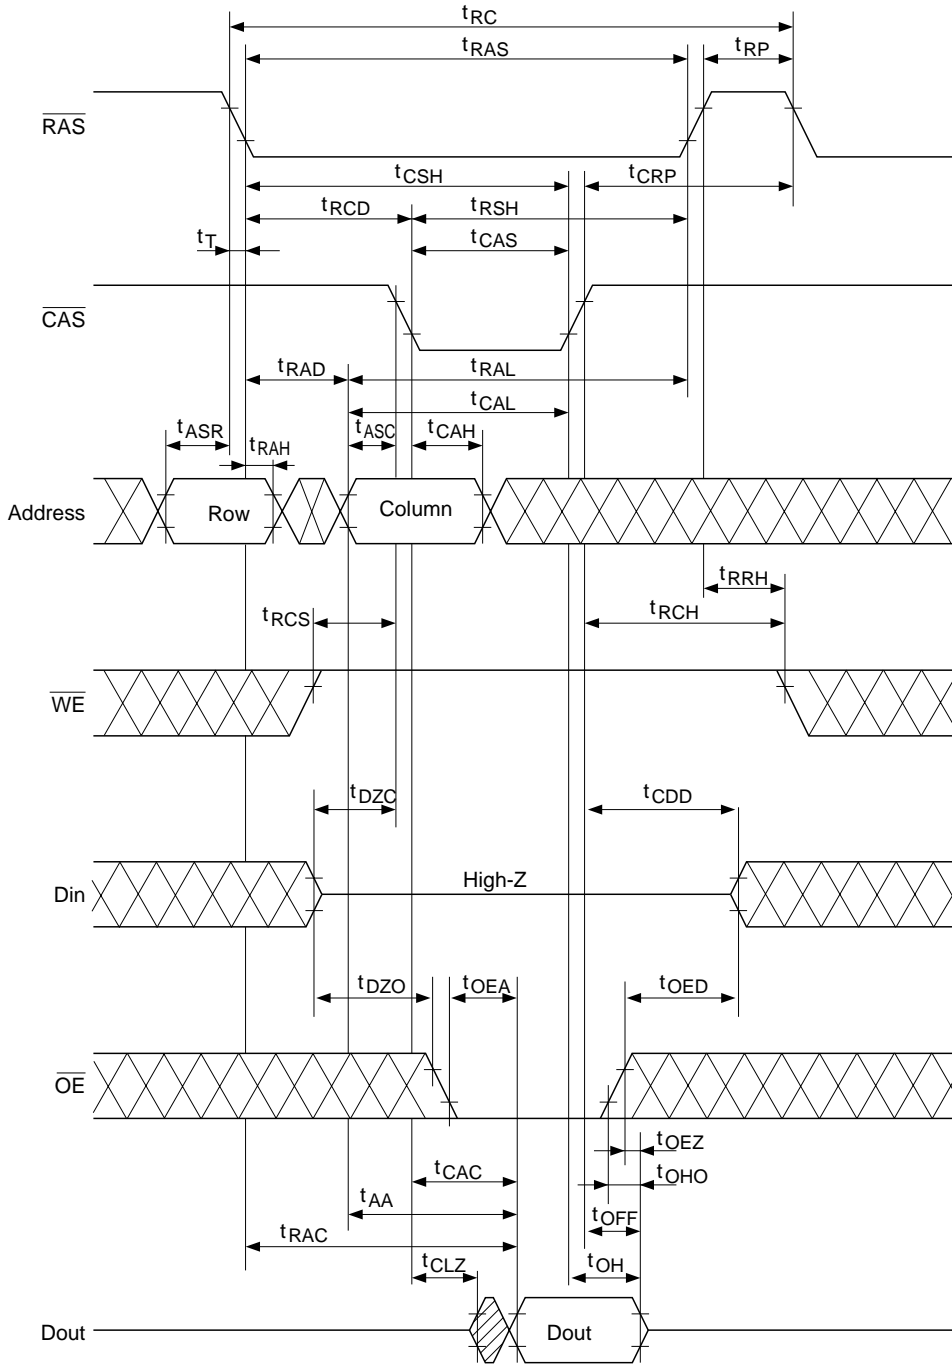 tRC
tRAS tRP
RAS
tCSH tCRP
tRCD tRSH
tT tCAS
CAS
tRAD tRAL
tCAL
tASR tRAH tASC tCAH
Address Row Column
tRRH
tRCS tRCH
WE
tDZC tCDD
Din High-Z
tDZO tOEA tOED
OE
tOEZ
tCAC tOHO
tAA
tRAC tOFF
tCLZ tOH
Dout Dout